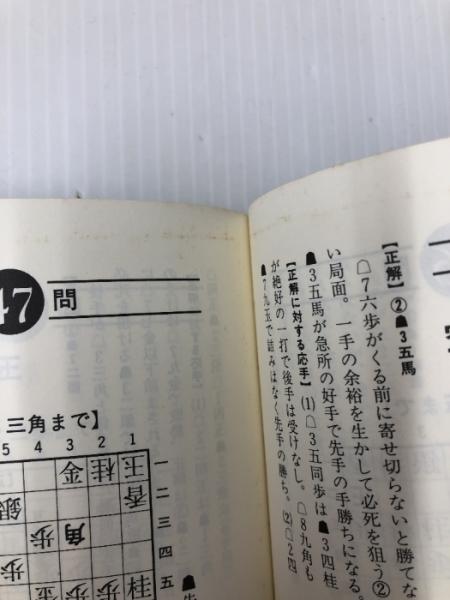 【正解】②☗3五馬
☖7六歩がくる前に寄せ切らないと勝てな
い局面。一手の余裕を生かして必死を狙う②
☗3五馬が急所の好手で先手の手勝ちになる。
【正解に対する応手】(1)☖3五同歩は☗3四桂
が絶好の一打で後手は受けなし。☖8九角も
☗7九玉で詰みはなく先手の勝ち。(2)☖2四
47 問
三角まで】
5 4 3 2 1
金 桂 王 一
銀 香 二
歩 角 三
歩 四
歩 歩 桂 五